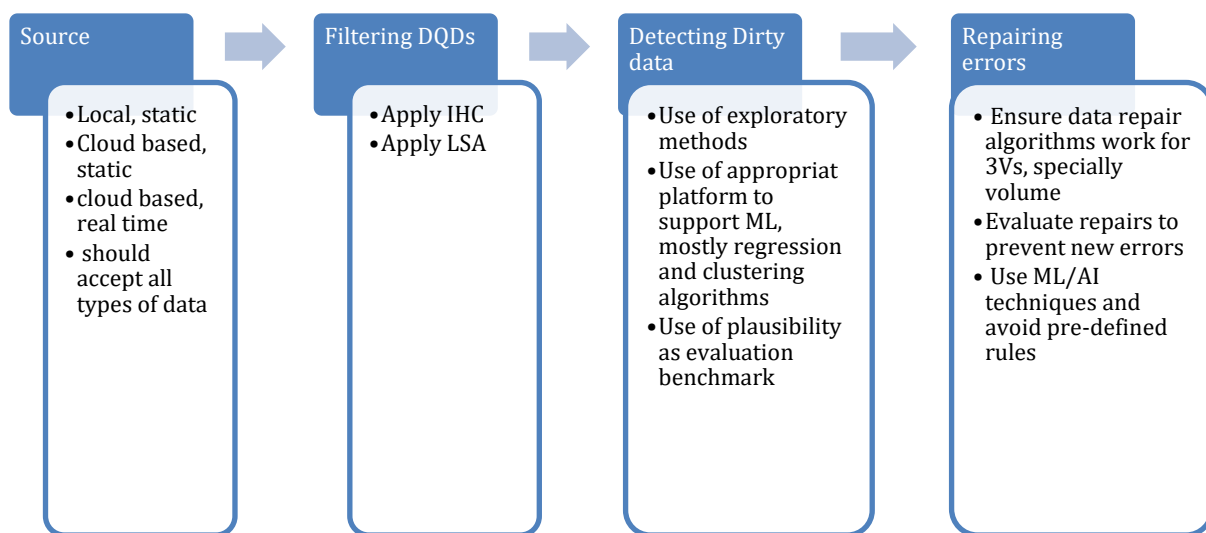 Source
•Local, static
•Cloud based,
static
•cloud based,
real time
• should
accept all
types of data
Filtering DQDs
•Apply IHC
•Apply LSA
Detecting Dirty
data
•Use of exploratory
methods
•Use of appropriat
platform to
support ML,
mostly regression
and clustering
algorithms
•Use of plausibility
as evaluation
benchmark
Repairing
errors
• Ensure data repair
algorithms work for
3Vs, specially
volume
•Evaluate repairs to
prevent new errors
• Use ML/AI
techniques and
avoid pre-defined
rules